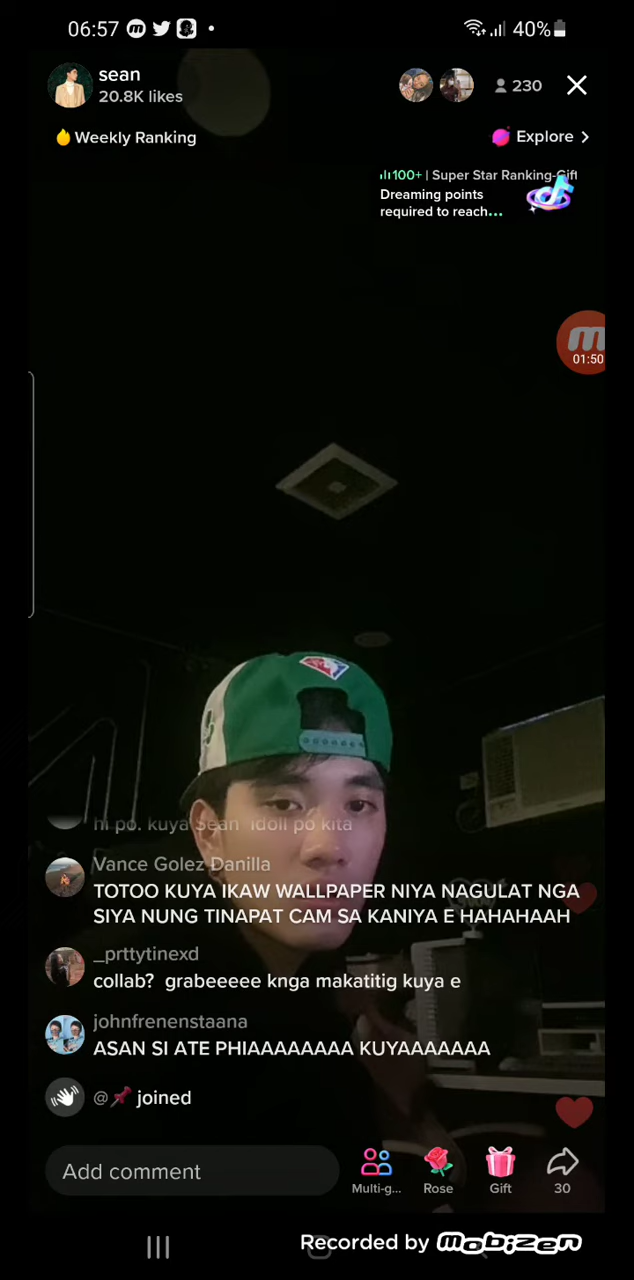 06:57
40%
sean
20.8K likes
230
Weekly Ranking
Explore >
100+ | Super Star Ranking-Gift
Dreaming points
required to reach...
01:50
hi po. kuya Sean idoll po kita
Vance Golez Danilla
TOTOO KUYA IKAW WALLPAPER NIYA NAGULAT NGA
SIYA NUNG TINAPAT CAM SA KANIYA E HAHAHAAH
_prttytinexd
collab? grabeeeee knga makatitig kuya e
johnfrenenstaana
ASAN SI ATE PHIAAAAAAAA KUYAAAAAAA
@📌 joined
Add comment
Multi-g...
Rose
Gift
30
Recorded by mobizen